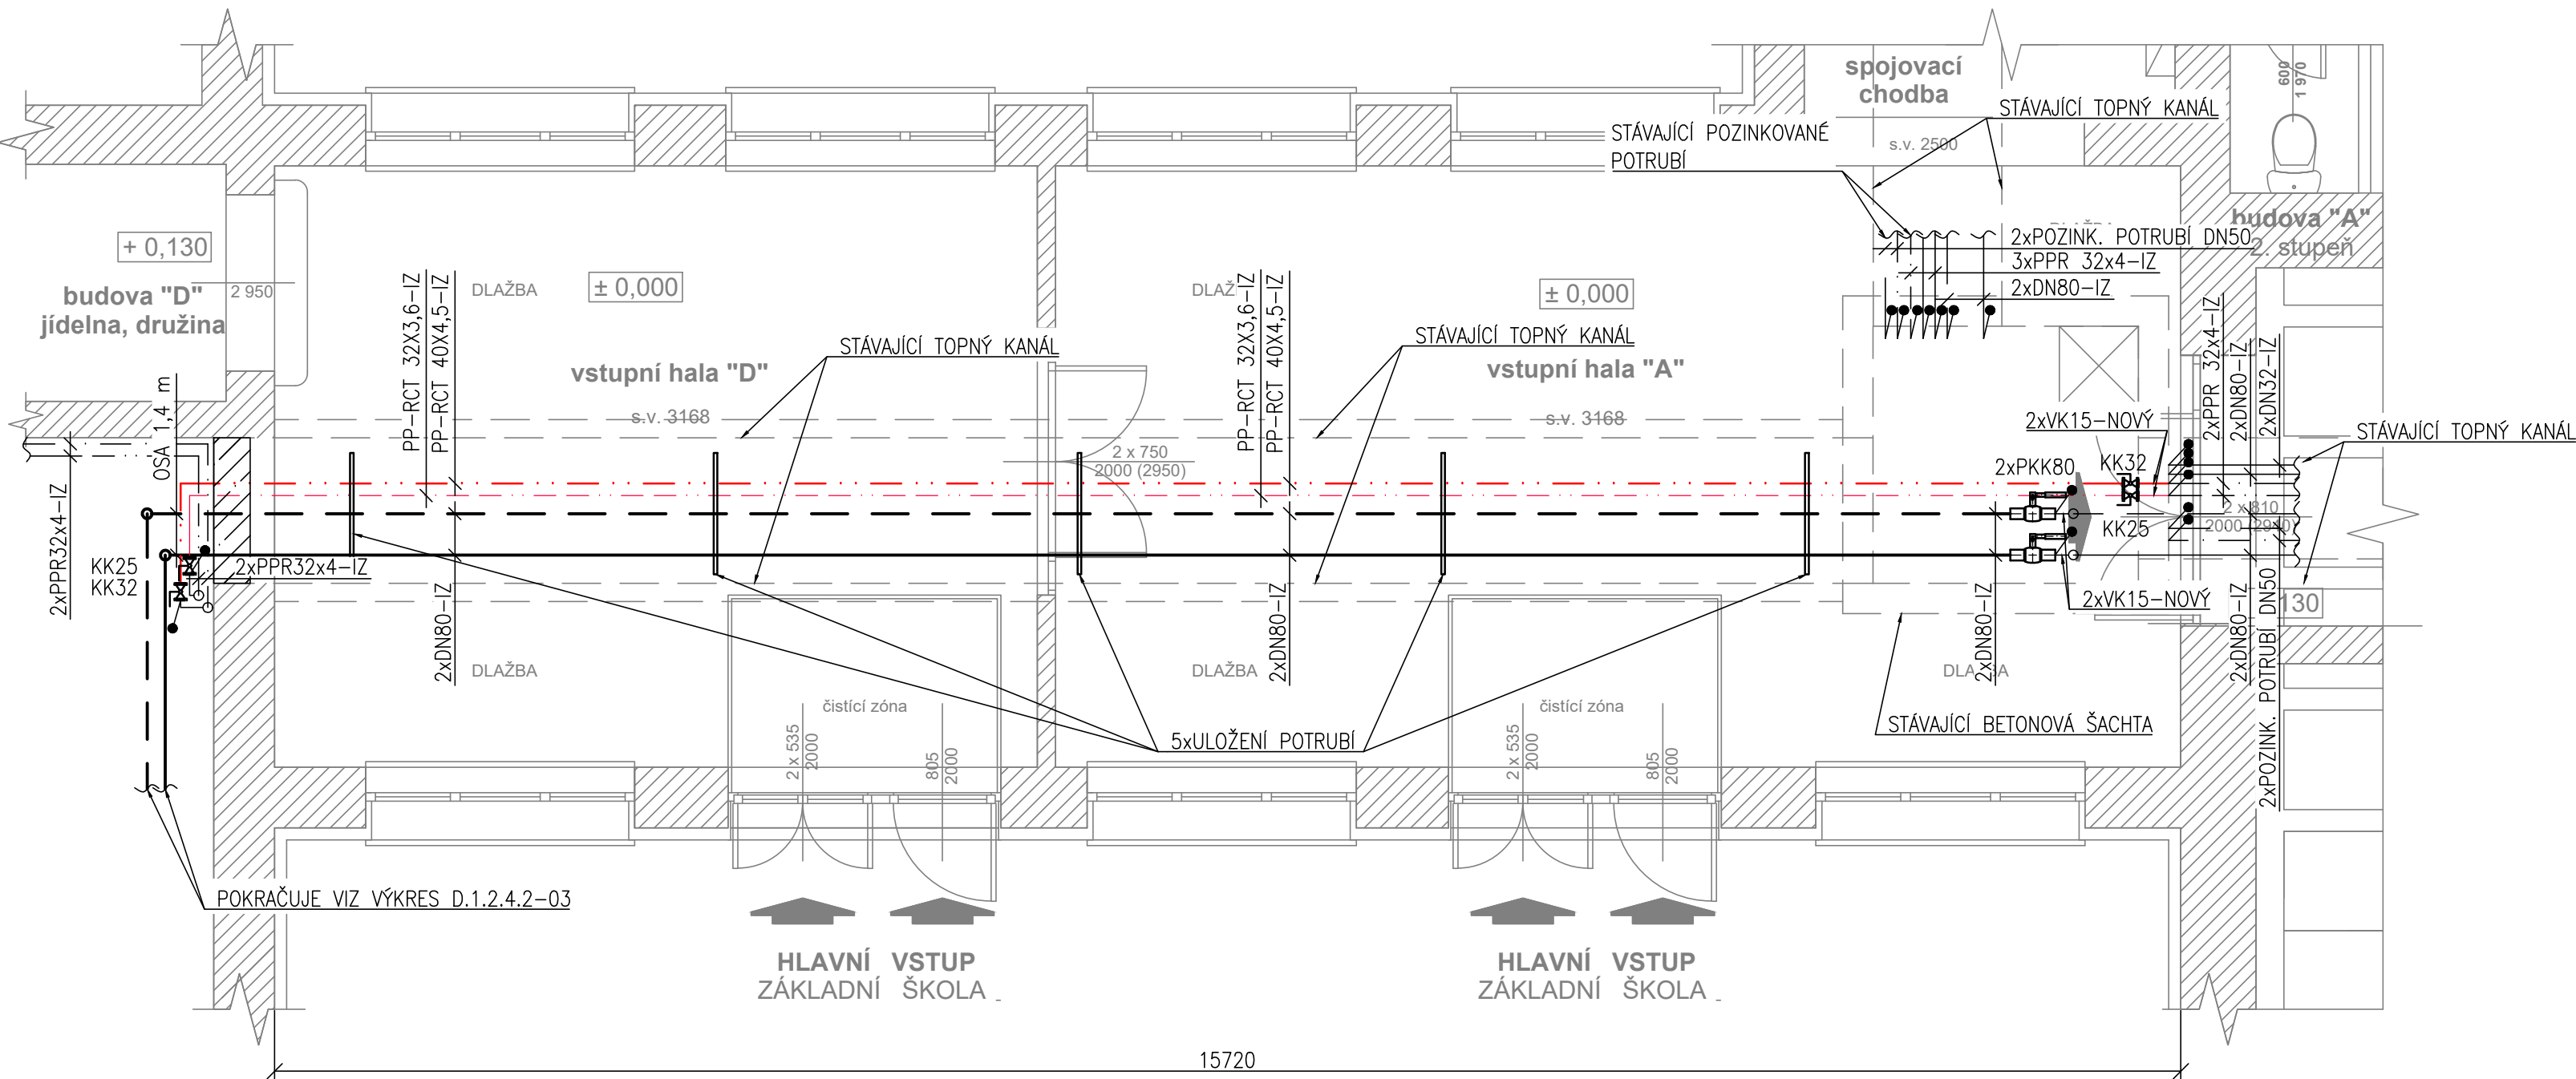 spojovací
chodba
600
1 970
STÁVAJÍCÍ TOPNÝ KANÁL
STÁVAJÍCÍ POZINKOVANÉ
POTRUBÍ
s.v. 2500
budova "A"
2. stupeň
2xPOZINK. POTRUBÍ DN50
3xPPR 32x4-IZ
2xDN80-IZ
+ 0,130
budova "D"
jídelna, družina
2 950
PP-RCT 32X3,6-IZ
PP-RCT 40X4,5-IZ
DLAŽBA
± 0,000
STÁVAJÍCÍ TOPNÝ KANÁL
vstupní hala "D"
s.v. 3168
PP-RCT 32X3,6-IZ
PP-RCT 40X4,5-IZ
± 0,000
STÁVAJÍCÍ TOPNÝ KANÁL
vstupní hala "A"
s.v. 3168
2xPPR 32x4-IZ
2xDN80-IZ
2xDN32-IZ
2xVK15-NOVÝ
STÁVAJÍCÍ TOPNÝ KANÁL
OSA 1,4 m
2xPPR32x4-IZ
2 x 750
2000 (2950)
2xPKK80
KK32
KK25
2 x 810
KK25
KK32
2xPPR32x4-IZ
2xDN80-IZ
2xDN80-IZ
2xDN80-IZ
2xVK15-NOVÝ
130
2xDN80-IZ
2xPOZINK. POTRUBÍ DN50
DLAŽBA
DLAŽBA
čistící zóna
2 x 535
2000
805
2000
5xULOŽENÍ POTRUBÍ
čistící zóna
2 x 535
2000
805
2000
STÁVAJÍCÍ BETONOVÁ ŠACHTA
POKRAČUJE VIZ VÝKRES D.1.2.4.2-03
HLAVNÍ VSTUP
ZÁKLADNÍ ŠKOLA
HLAVNÍ VSTUP
ZÁKLADNÍ ŠKOLA
15720